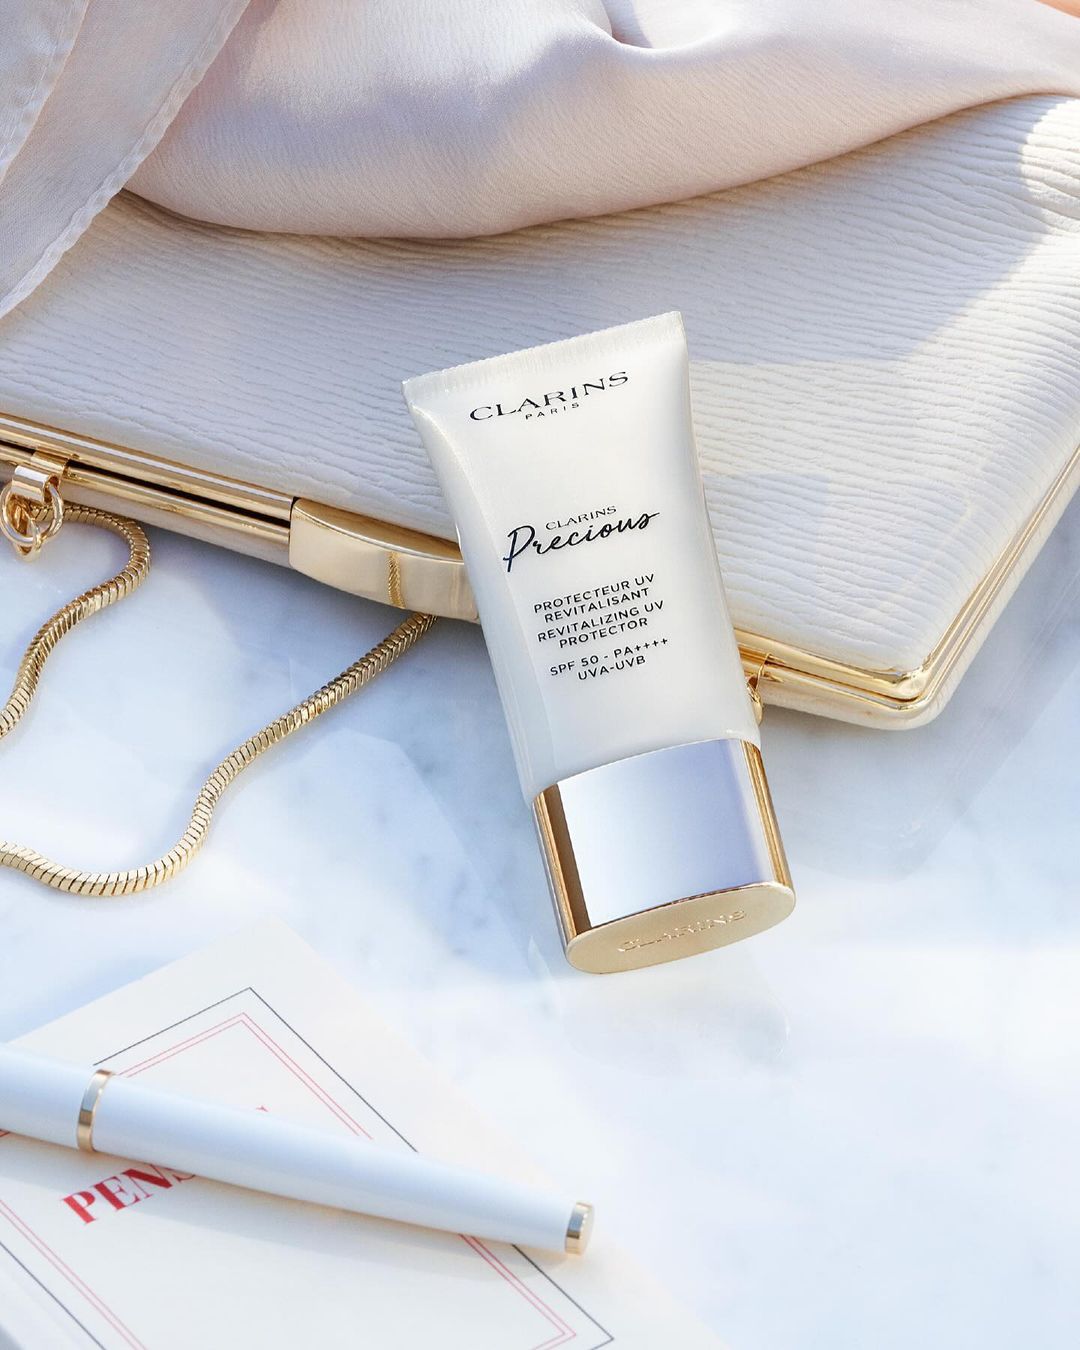 CLARINS
PARIS
CLARINS
Precious
PROTECTEUR UV
REVITALISANT
REVITALIZING UV
PROTECTOR
SPF 50 - PA++++
UVA-UVB
CLARINS